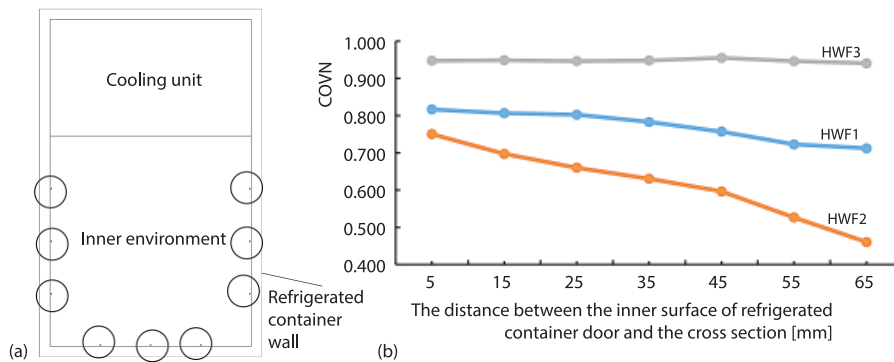 Cooling unit
Inner environment
Refrigerated
container
wall
(a)
COVN
1.000
0.900
0.800
0.700
0.600
0.500
0.400
HWF3
HWF1
HWF2
5 15 25 35 45 55 65
The distance between the inner surface of refrigerated
container door and the cross section [mm]
(b)